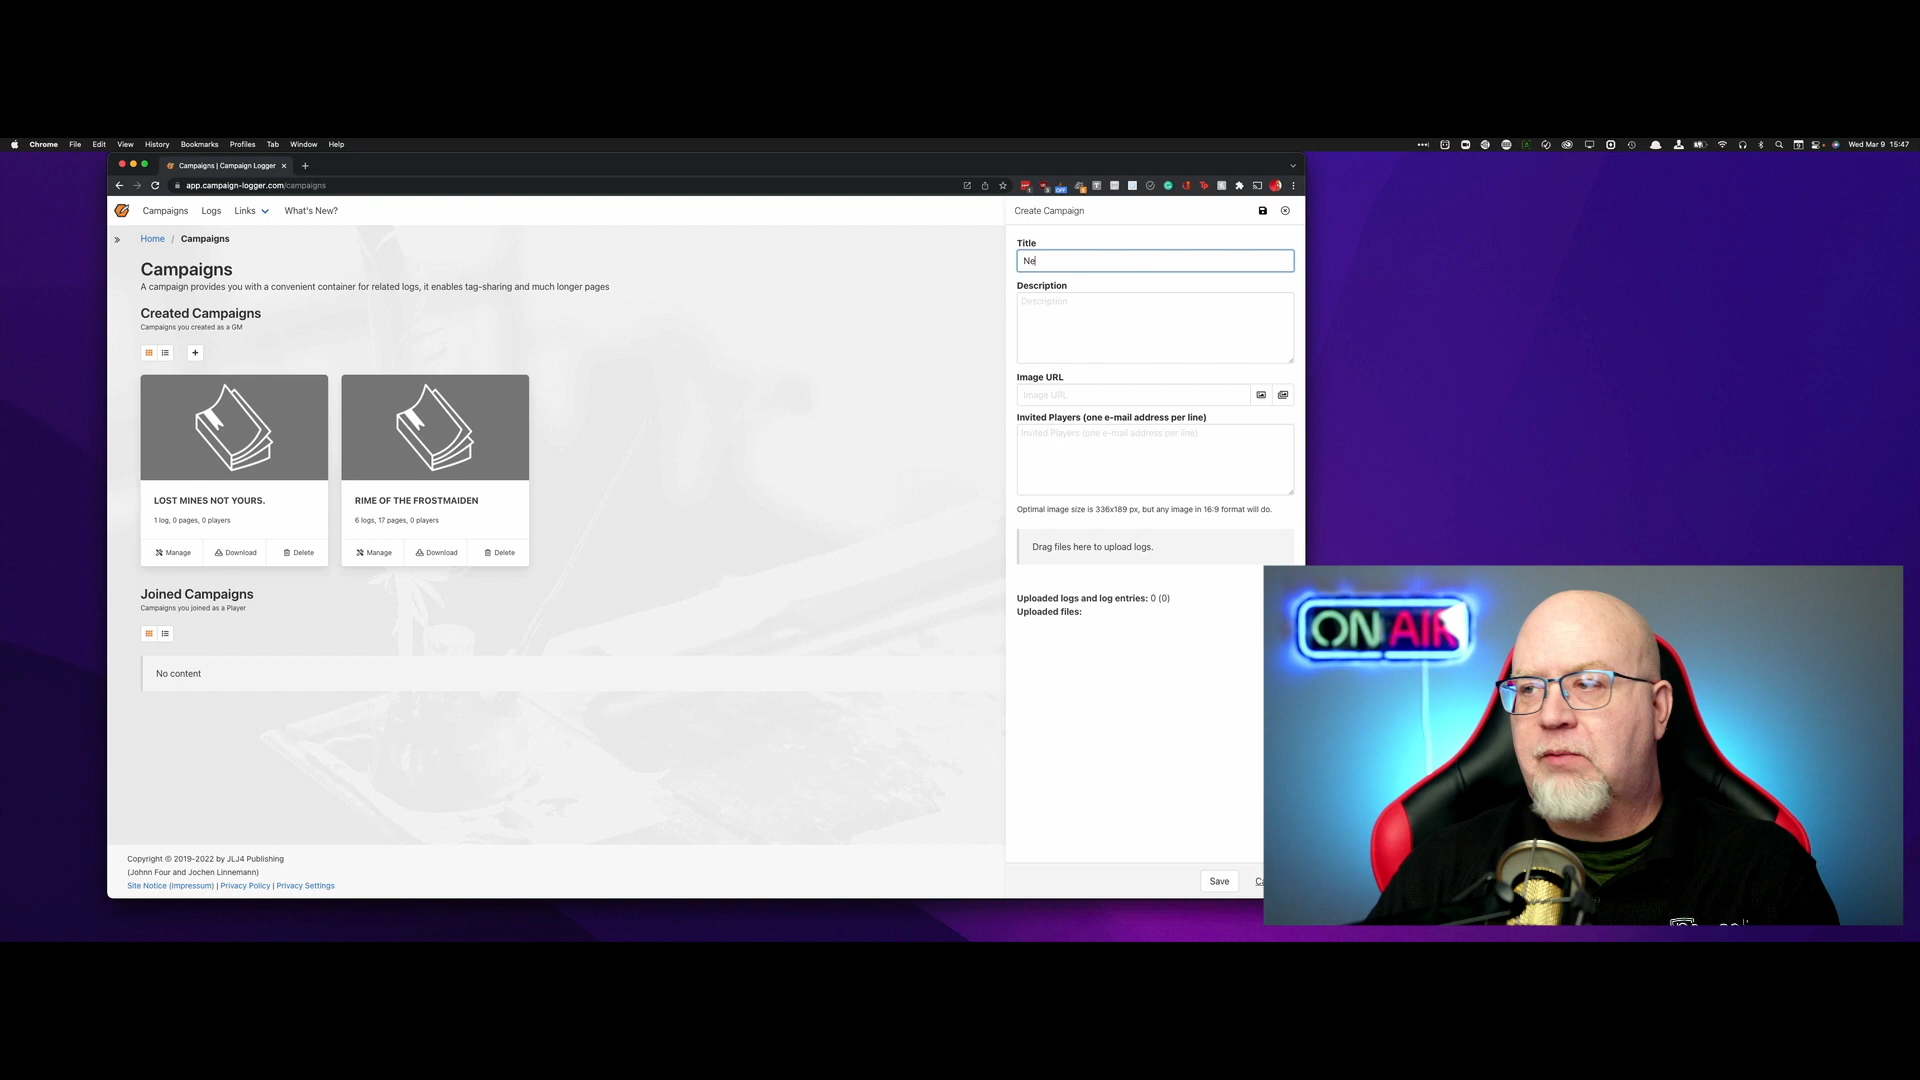 Chrome File Edit View History Bookmarks Profiles Tab Window Help
Wed Mar 9 15:47
Campaigns | Campaign Logger
app.campaign-logger.com/campaigns
Campaigns Logs Links What's New?
Home / Campaigns
Campaigns
A campaign provides you with a convenient container for related logs, it enables tag-sharing and much longer pages
Created Campaigns
Campaigns you created as a GM
LOST MINES NOT YOURS.
1 log, 0 pages, 0 players
Manage Download Delete
RIME OF THE FROSTMAIDEN
6 logs, 17 pages, 0 players
Manage Download Delete
Joined Campaigns
Campaigns you joined as a Player
No content
Copyright © 2019-2022 by JLJ4 Publishing
(Johnn Four and Jochen Linnemann)
Site Notice (Impressum) | Privacy Policy | Privacy Settings
Create Campaign
Title
Ne
Description
Description
Image URL
Image URL
Invited Players (one e-mail address per line)
Invited Players (one e-mail address per line)
Optimal image size is 336x189 px, but any image in 16:9 format will do.
Drag files here to upload logs.
Uploaded logs and log entries: 0 (0)
Uploaded files:
Save
ON AIR